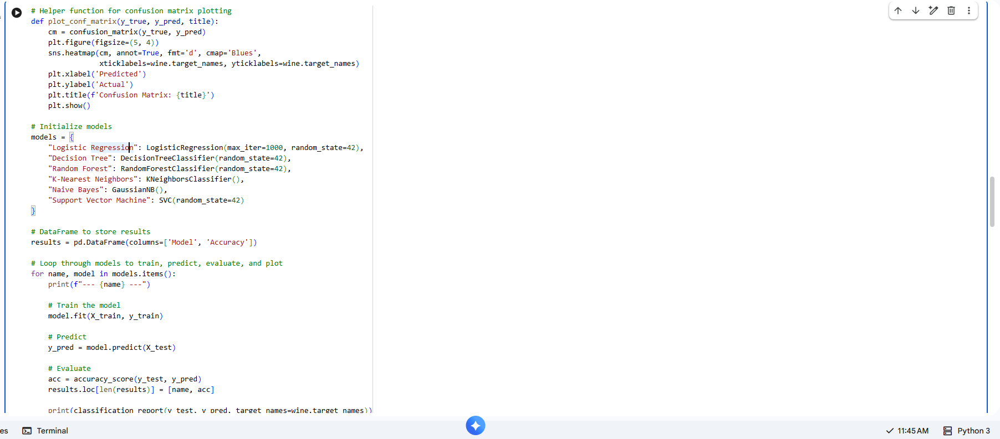 # Helper function for confusion matrix plotting
def plot_conf_matrix(y_true, y_pred, title):
    cm = confusion_matrix(y_true, y_pred)
    plt.figure(figsize=(5, 4))
    sns.heatmap(cm, annot=True, fmt='d', cmap='Blues',
                xticklabels=wine.target_names, yticklabels=wine.target_names)
    plt.xlabel('Predicted')
    plt.ylabel('Actual')
    plt.title(f'Confusion Matrix: {title}')
    plt.show()

# Initialize models
models = {
    "Logistic Regression": LogisticRegression(max_iter=1000, random_state=42),
    "Decision Tree": DecisionTreeClassifier(random_state=42),
    "Random Forest": RandomForestClassifier(random_state=42),
    "K-Nearest Neighbors": KNeighborsClassifier(),
    "Naive Bayes": GaussianNB(),
    "Support Vector Machine": SVC(random_state=42)
}

# DataFrame to store results
results = pd.DataFrame(columns=['Model', 'Accuracy'])

# Loop through models to train, predict, evaluate, and plot
for name, model in models.items():
    print(f"--- {name} ---")

    # Train the model
    model.fit(X_train, y_train)

    # Predict
    y_pred = model.predict(X_test)

    # Evaluate
    acc = accuracy_score(y_test, y_pred)
    results.loc[len(results)] = [name, acc]

    print(classification_report(y_test, y_pred, target_names=wine.target_names))
es Terminal 11:45 AM Python 3